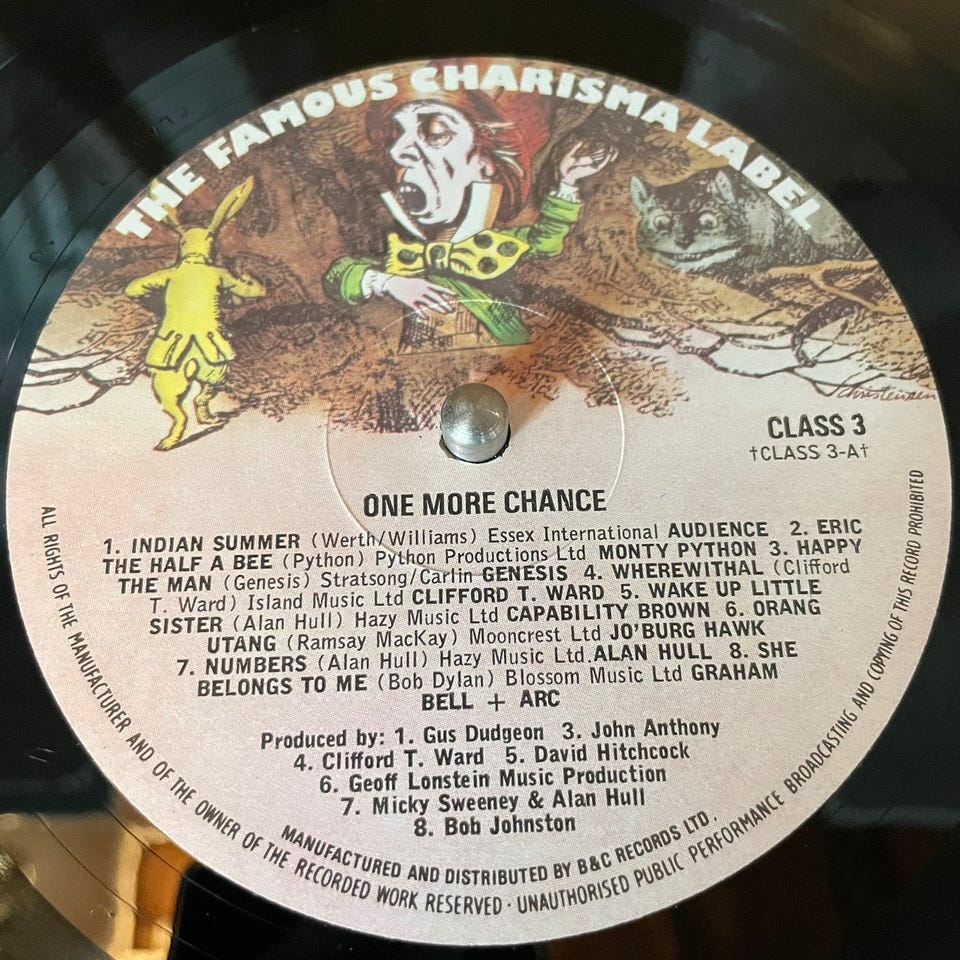 THE FAMOUS CHARISMA LABEL
Christensen
CLASS 3
†CLASS 3-A†
ONE MORE CHANCE
1. INDIAN SUMMER (Werth/Williams) Essex International AUDIENCE 2. ERIC
THE HALF A BEE (Python) Python Productions Ltd MONTY PYTHON 3. HAPPY
THE MAN (Genesis) Stratsong/Carlin GENESIS 4. WHEREWITHAL (Clifford
T. Ward) Island Music Ltd CLIFFORD T. WARD 5. WAKE UP LITTLE
SISTER (Alan Hull) Hazy Music Ltd CAPABILITY BROWN 6. ORANG
UTANG (Ramsay MacKay) Mooncrest Ltd JO'BURG HAWK
7. NUMBERS (Alan Hull) Hazy Music Ltd. ALAN HULL 8. SHE
BELONGS TO ME (Bob Dylan) Blossom Music Ltd GRAHAM
BELL + ARC
Produced by: 1. Gus Dudgeon 3. John Anthony
4. Clifford T. Ward 5. David Hitchcock
6. Geoff Lonstein Music Production
7. Micky Sweeney & Alan Hull
8. Bob Johnston
MANUFACTURED AND DISTRIBUTED BY B&C RECORDS LTD.
ALL RIGHTS OF THE MANUFACTURER AND OF THE OWNER OF THE RECORDED WORK RESERVED · UNAUTHORISED PUBLIC PERFORMANCE BROADCASTING AND COPYING OF THIS RECORD PROHIBITED